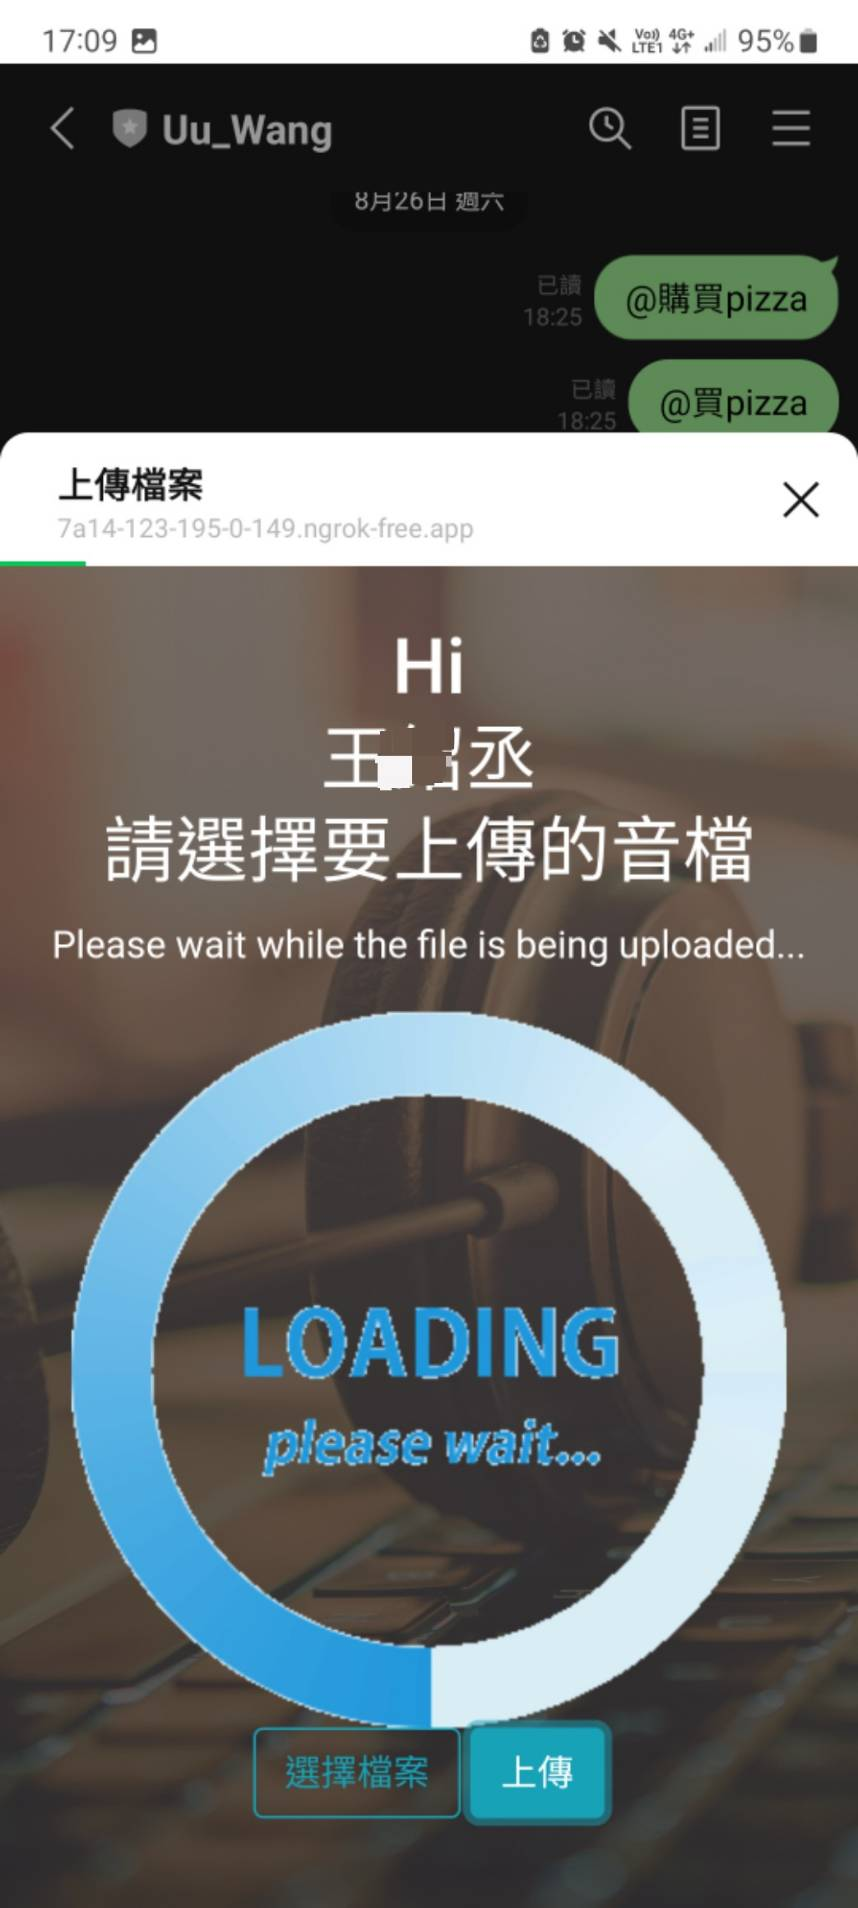 17:09
Vo))
LTE1
4G+
95%
Uu_Wang
8月26日 週六
已讀
18:25
@購買pizza
已讀
18:25
@買pizza
上傳檔案
7a14-123-195-0-149.ngrok-free.app
Hi
王 丞
請選擇要上傳的音檔
Please wait while the file is being uploaded...
LOADING
please wait...
選擇檔案
上傳